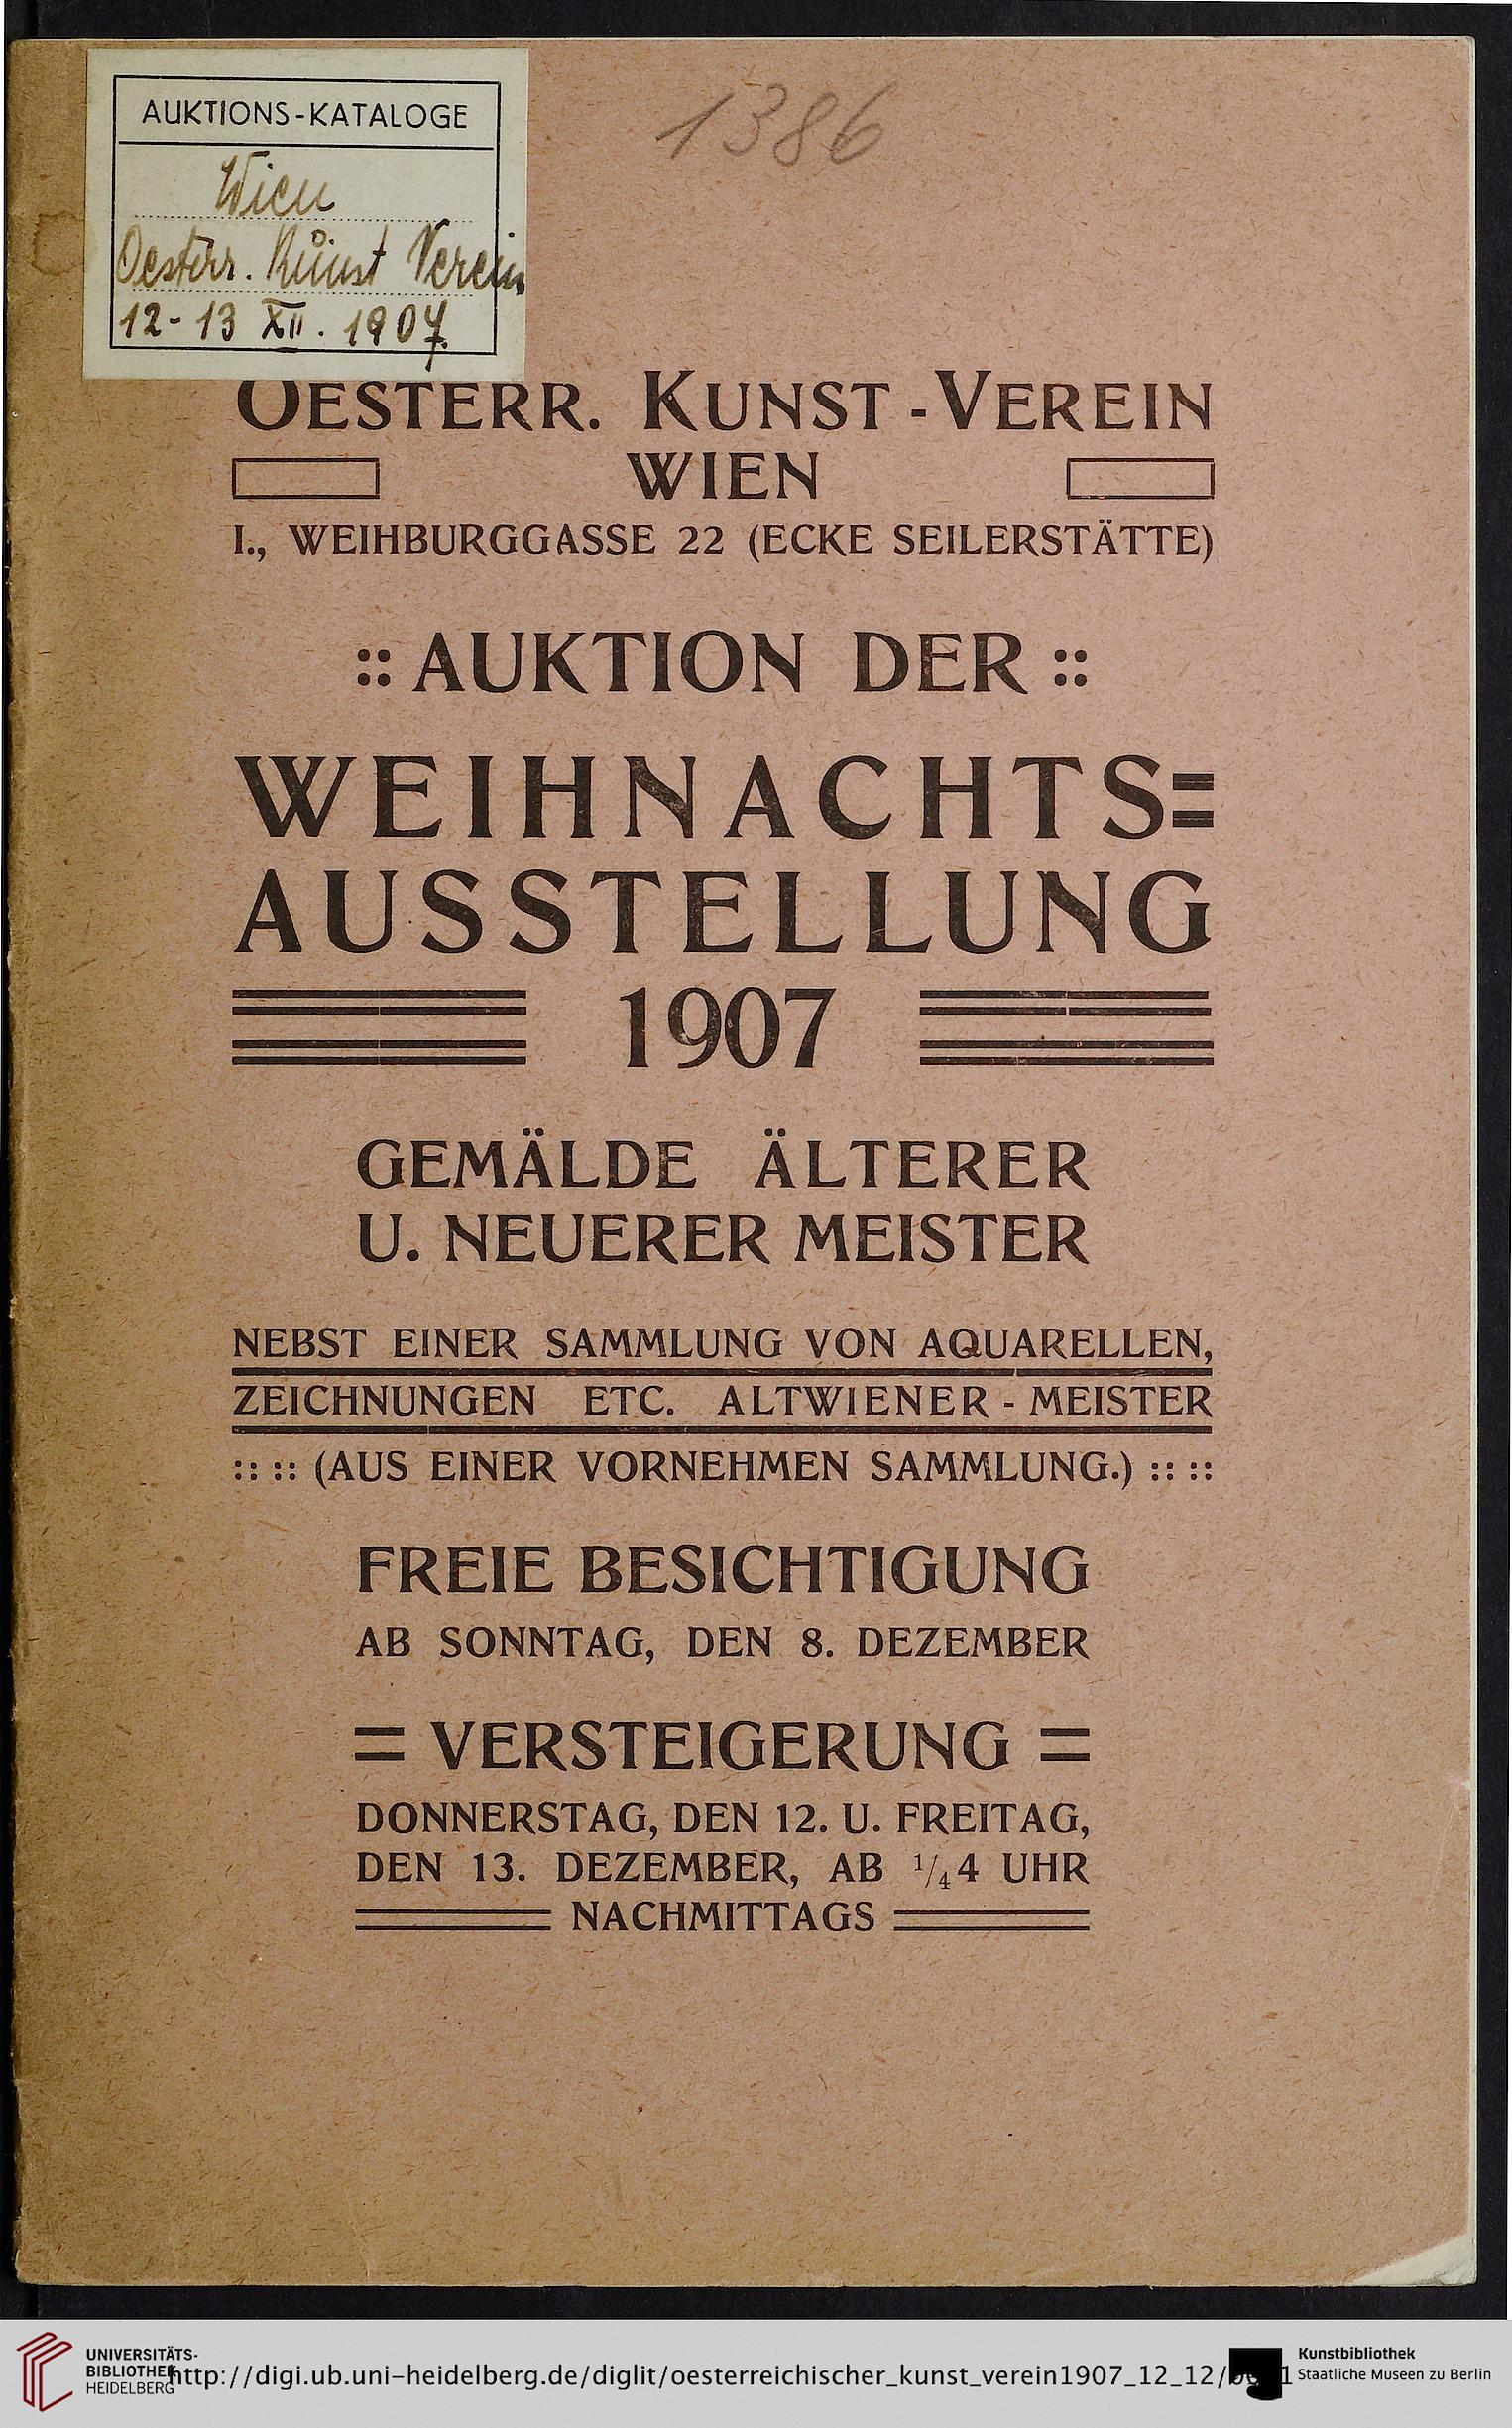 AUKTIONS-KATALOGE
Wien
Oesterr. Kunst Verein
12-13 XII. 1907.
1386
OESTERR. KUNST-VEREIN
WIEN
I., WEIHBURGGASSE 22 (ECKE SEILERSTÄTTE)
:: AUKTION DER ::
WEIHNACHTS=
AUSSTELLUNG
1907
GEMÄLDE ÄLTERER
U. NEUERER MEISTER
NEBST EINER SAMMLUNG VON AQUARELLEN,
ZEICHNUNGEN ETC. ALTWIENER - MEISTER
:: :: (AUS EINER VORNEHMEN SAMMLUNG.) :: ::
FREIE BESICHTIGUNG
AB SONNTAG, DEN 8. DEZEMBER
= VERSTEIGERUNG =
DONNERSTAG, DEN 12. U. FREITAG,
DEN 13. DEZEMBER, AB 1/4 4 UHR
NACHMITTAGS
UNIVERSITÄTS-
BIBLIOTHEK
HEIDELBERG
http://digi.ub.uni-heidelberg.de/diglit/oesterreichischer_kunst_verein1907_12_12/
Kunstbibliothek
Staatliche Museen zu Berlin